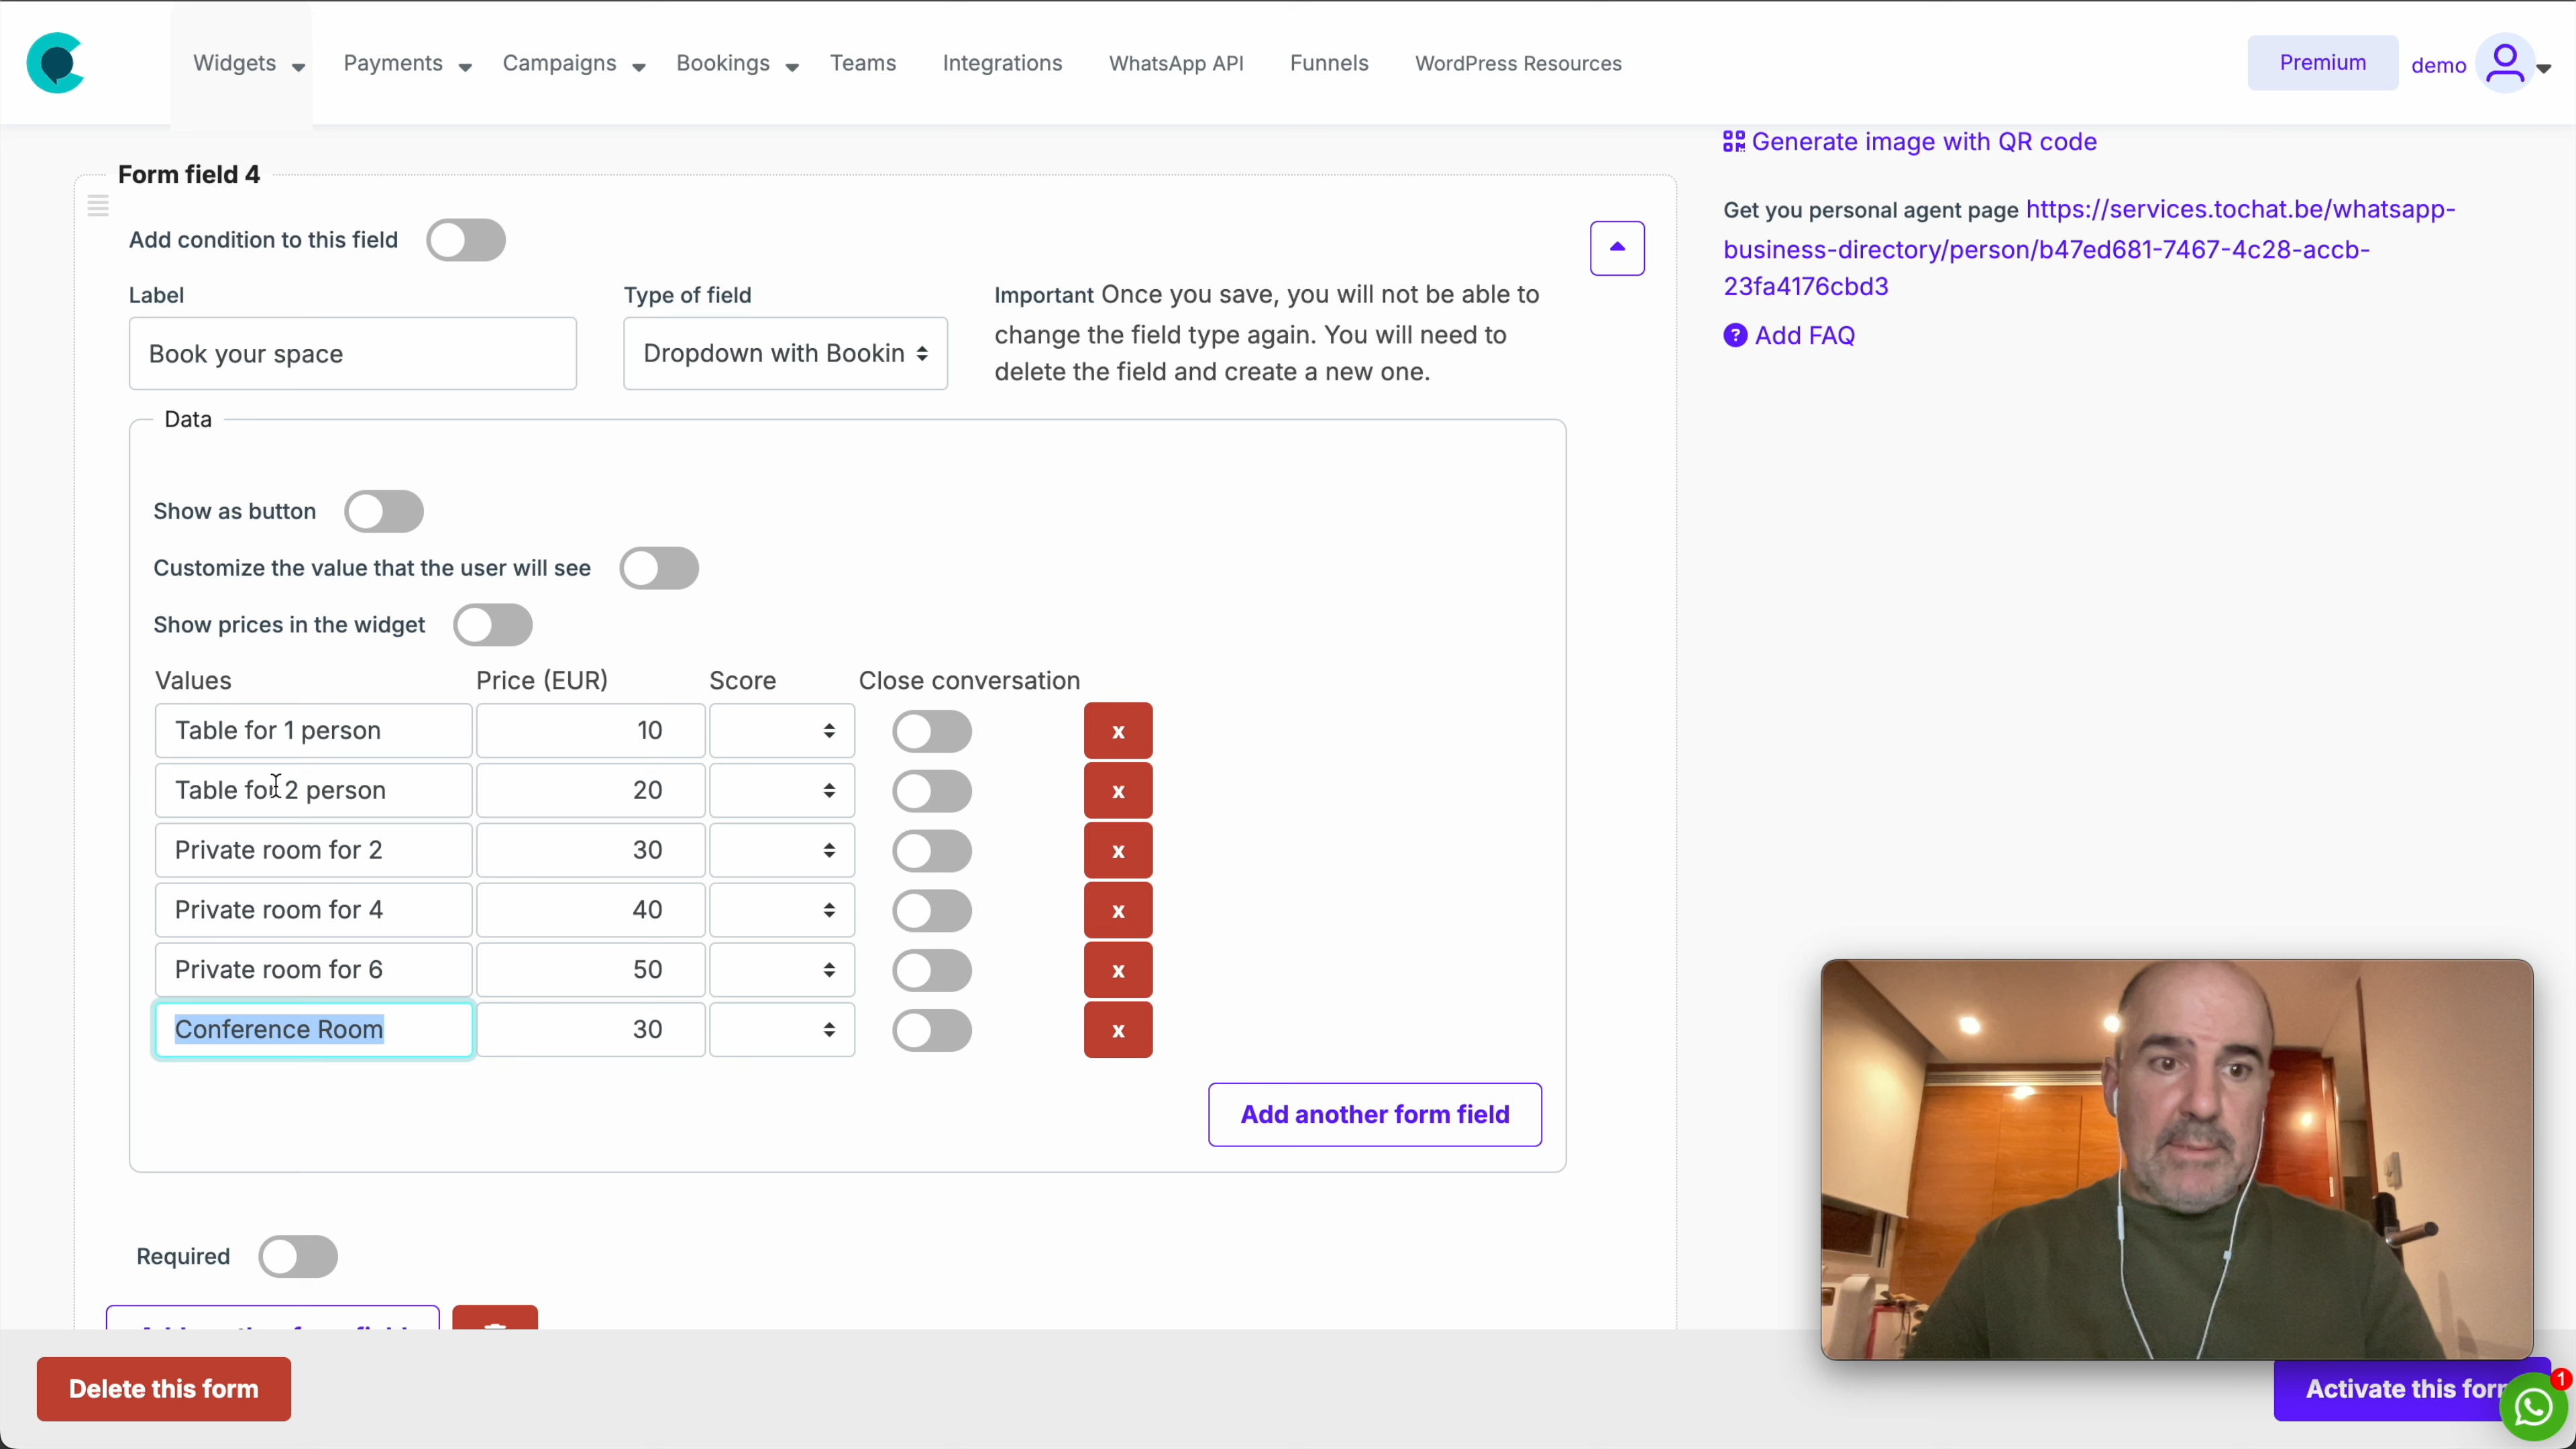 Widgets
Payments
Campaigns
Bookings
Teams
Integrations
WhatsApp API
Funnels
WordPress Resources
Premium
demo
Generate image with QR code
Get you personal agent page https://services.tochat.be/whatsapp-
business-directory/person/b47ed681-7467-4c28-accb-
23fa4176cbd3
? Add FAQ
Form field 4
Add condition to this field
Label
Type of field
Important Once you save, you will not be able to
change the field type again. You will need to
delete the field and create a new one.
Book your space
Dropdown with Bookin
Data
Show as button
Customize the value that the user will see
Show prices in the widget
Values Price (EUR) Score Close conversation
Table for 1 person 10 x
Table for 2 person 20 x
Private room for 2 30 x
Private room for 4 40 x
Private room for 6 50 x
Conference Room 30 x
Add another form field
Required
Delete this form
Activate this for
1